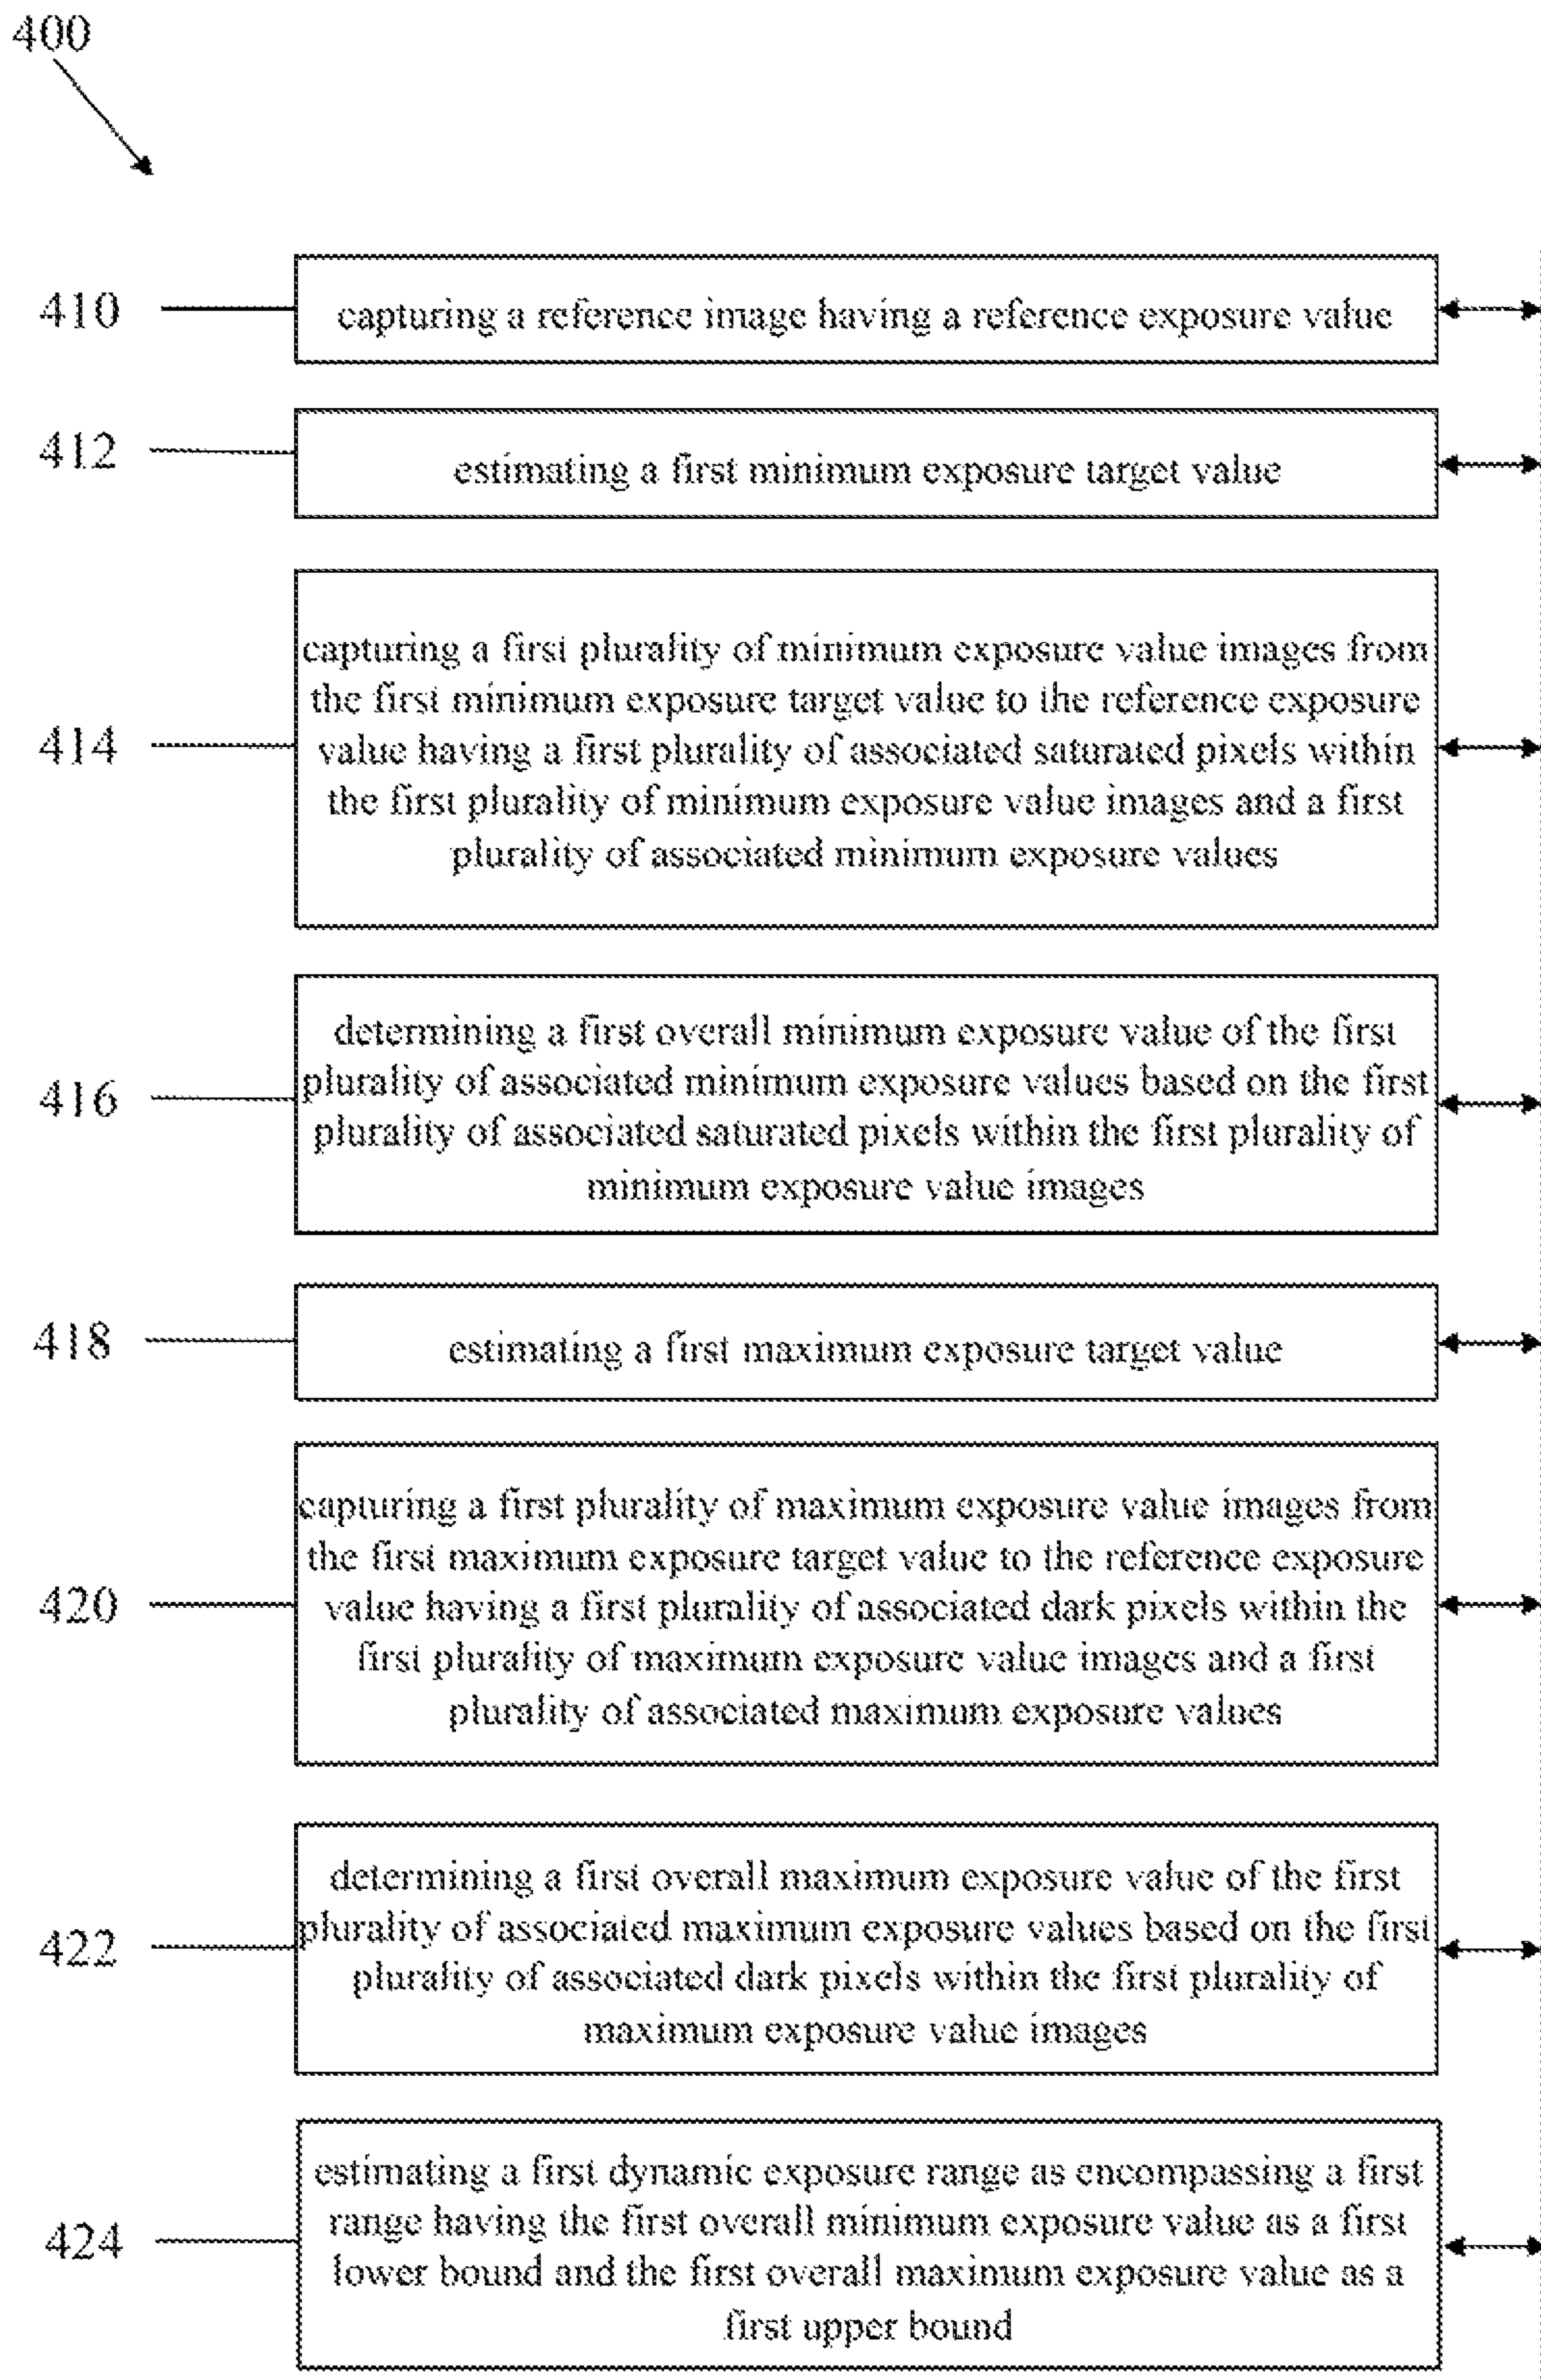 400
410
capturing a reference image having a reference exposure value
412
estimating a first minimum exposure target value
414
capturing a first plurality of minimum exposure value images from
the first minimum exposure target value to the reference exposure
value having a first plurality of associated saturated pixels within
the first plurality of minimum exposure value images and a first
plurality of associated minimum exposure values
416
determining a first overall minimum exposure value of the first
plurality of associated minimum exposure values based on the first
plurality of associated saturated pixels within the first plurality of
minimum exposure value images
418
estimating a first maximum exposure target value
420
capturing a first plurality of maximum exposure value images from
the first maximum exposure target value to the reference exposure
value having a first plurality of associated dark pixels within the
first plurality of maximum exposure value images and a first
plurality of associated maximum exposure values
422
determining a first overall maximum exposure value of the first
plurality of associated maximum exposure values based on the first
plurality of associated dark pixels within the first plurality of
maximum exposure value images
424
estimating a first dynamic exposure range as encompassing a first
range having the first overall minimum exposure value as a first
lower bound and the first overall maximum exposure value as a
first upper bound